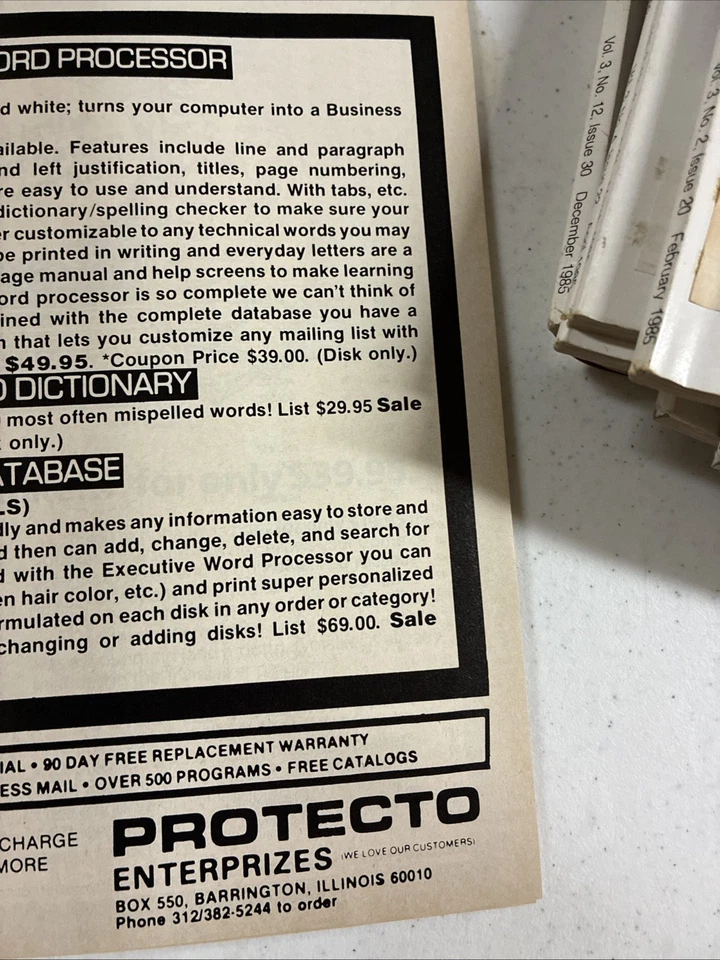 ORD PROCESSOR
d white; turns your computer into a Business
ailable. Features include line and paragraph
nd left justification, titles, page numbering,
re easy to use and understand. With tabs, etc.
dictionary/spelling checker to make sure your
er customizable to any technical words you may
be printed in writing and everyday letters are a
age manual and help screens to make learning
ord processor is so complete we can't think of
ined with the complete database you have a
n that lets you customize any mailing list with
$49.95. *Coupon Price $39.00. (Disk only.)
D DICTIONARY
most often mispelled words! List $29.95 Sale
only.)
ATABASE
LS)
dly and makes any information easy to store and
d then can add, change, delete, and search for
d with the Executive Word Processor you can
en hair color, etc.) and print super personalized
rmulated on each disk in any order or category!
changing or adding disks! List $69.00. Sale
IAL • 90 DAY FREE REPLACEMENT WARRANTY
ESS MAIL • OVER 500 PROGRAMS • FREE CATALOGS
CHARGE
MORE
PROTECTO
ENTERPRIZES (WE LOVE OUR CUSTOMERS)
BOX 550, BARRINGTON, ILLINOIS 60010
Phone 312/382-5244 to order
Vol. 3, No. 12, Issue 30 December 1985
Vol. 3, No. 2, Issue 20 February 1985